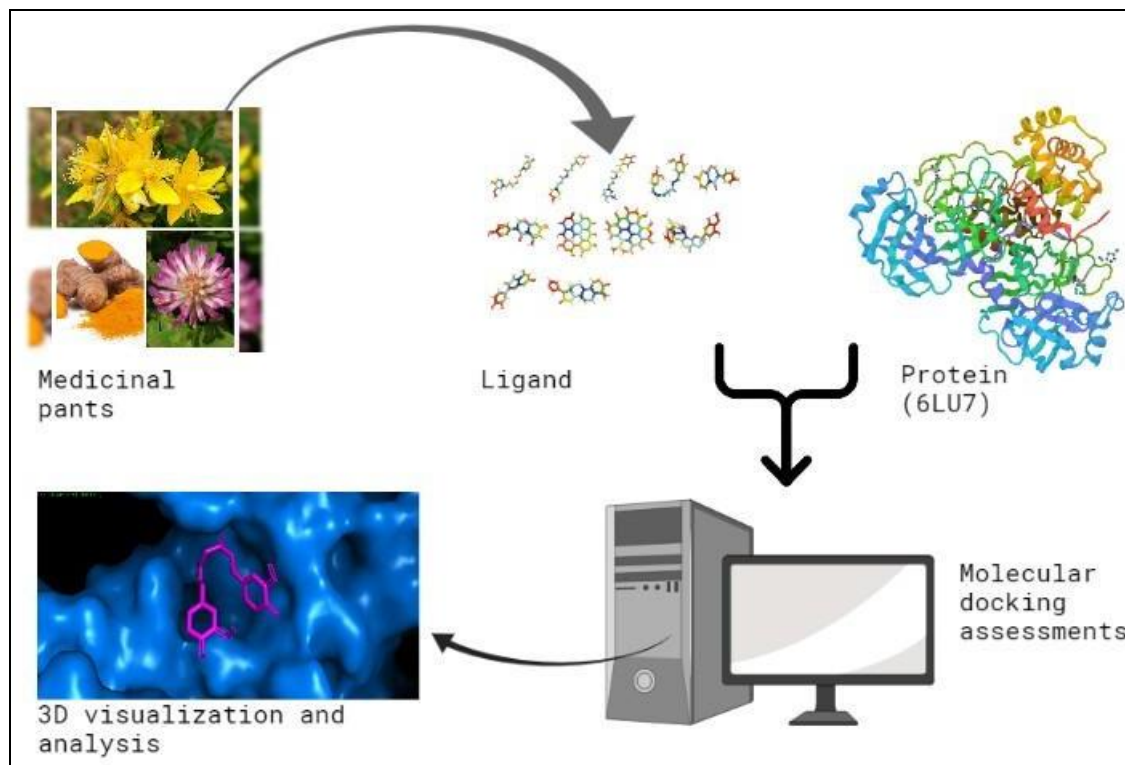 Medicinal
pants
Ligand
Protein
(6LU7)
Molecular
docking
assessments
3D visualization and
analysis